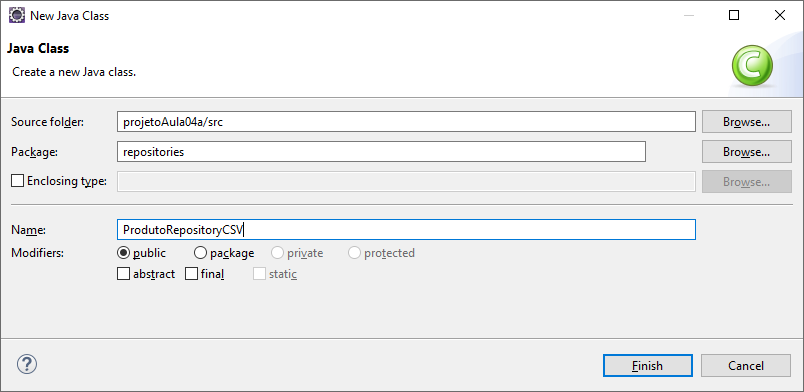 New Java Class
Java Class
Create a new Java class.
Source folder: projetoAula04a/src Browse...
Package: repositories Browse...
Enclosing type: Browse...
Name: ProdutoRepositoryCSV
Modifiers: public package private protected
abstract final static
? Finish Cancel